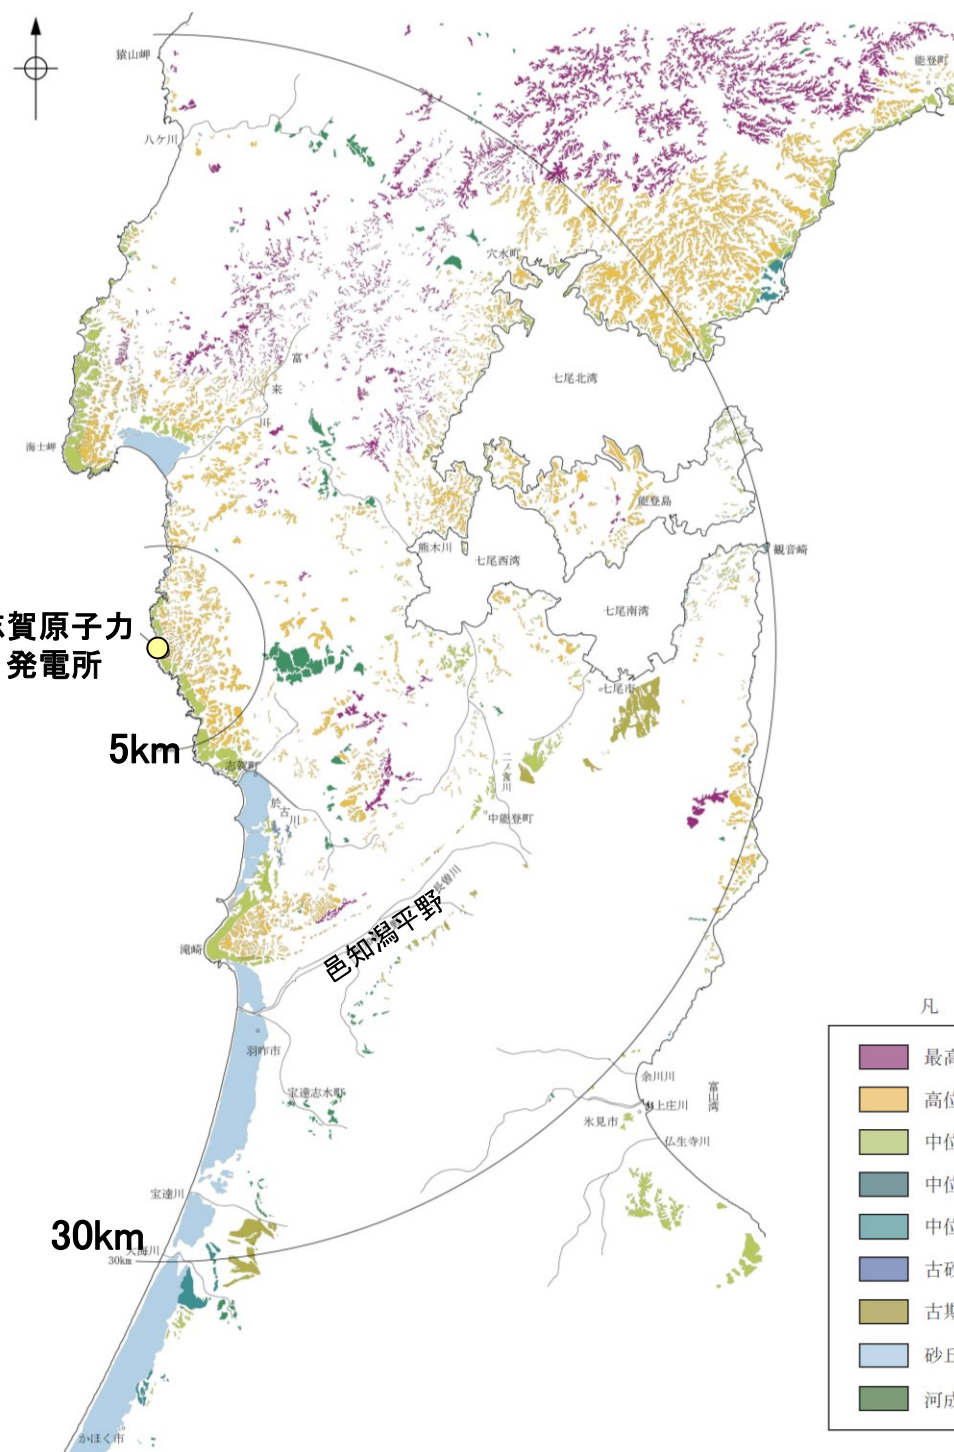 猿山岬
能登町
八ケ川
穴水町
富
来
川
七尾北湾
海士岬
能登島
熊木川
七尾西湾
観音崎
七尾南湾
志賀原子力
発電所
七尾市
5km
志賀町
二ノ宮川
於古川
中能登町
長曽川
邑知潟平野
滝崎
凡
羽咋市
最高
余川川
富山湾
高位
宝達志水町
上庄川
氷見市
仏生寺川
中位
宝達川
中位
30km
大海川
30km
中位
古砂
古期
砂丘
河成
かほく市